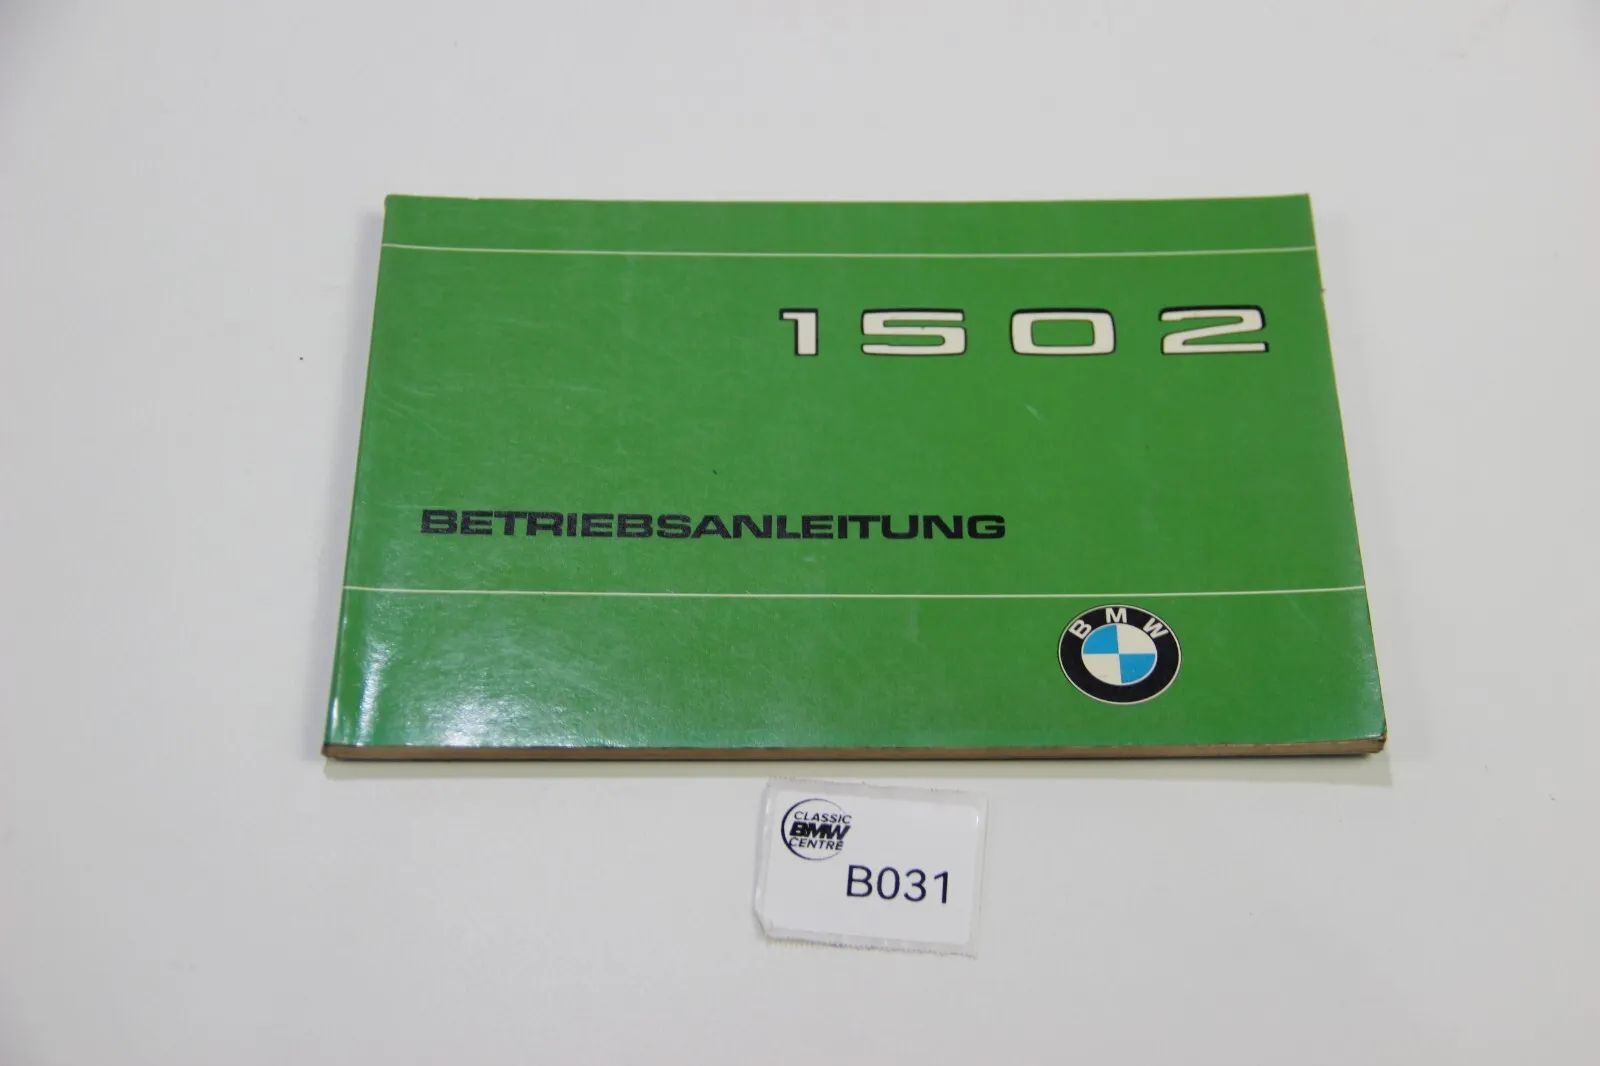 1502
BETRIEBSANLEITUNG
BMW
CLASSIC
BMW
CENTRE
B031